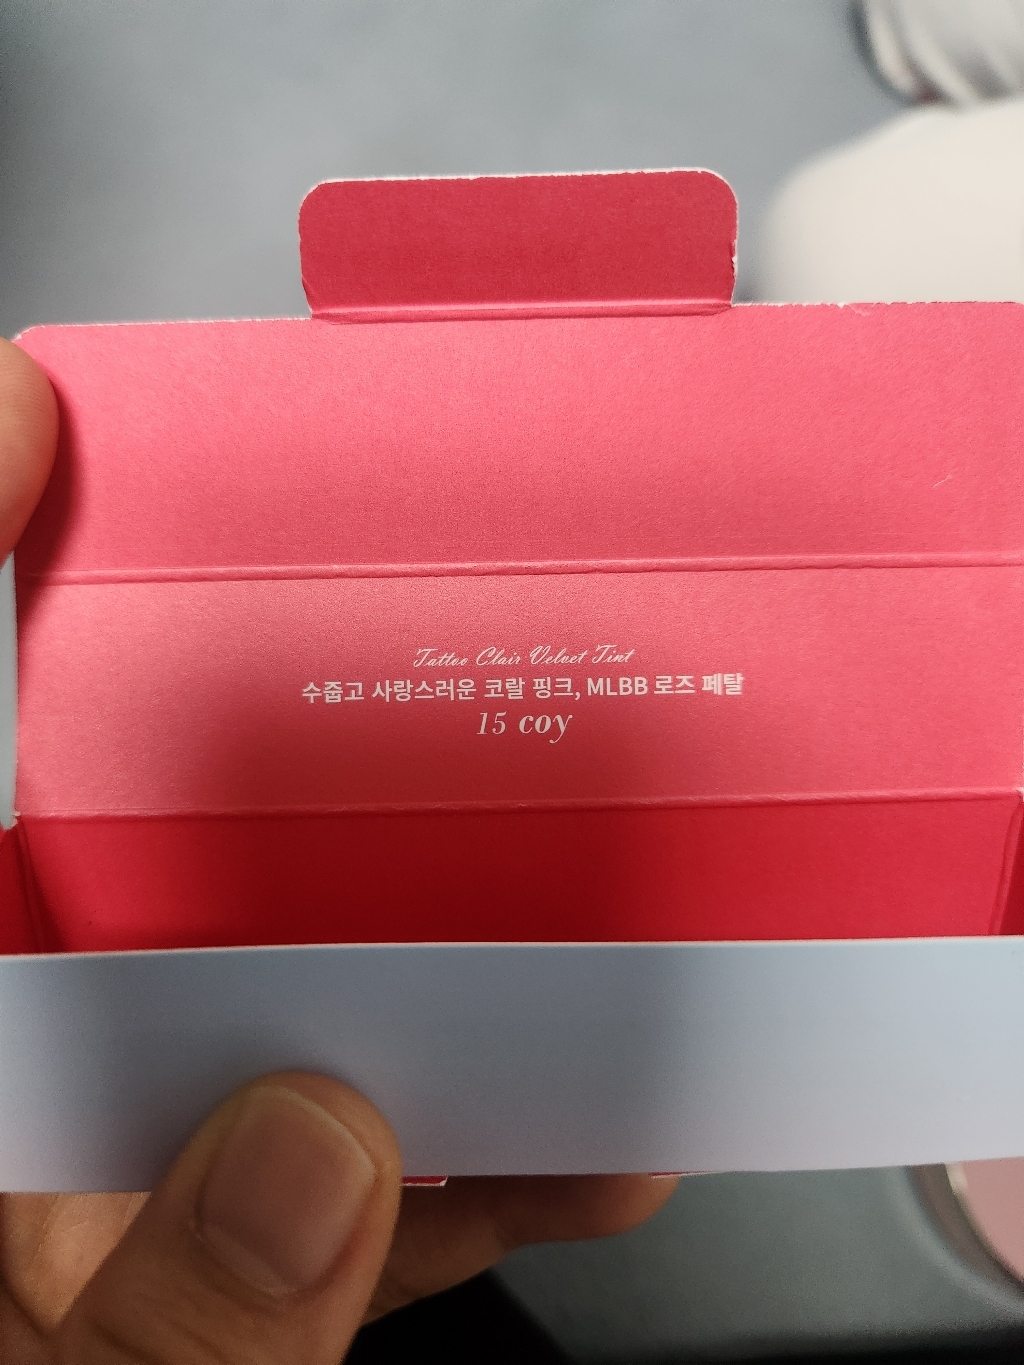 Tattoo Clair Velvet Tint
수줍고 사랑스러운 코랄 핑크, MLBB 로즈 페탈
15 coy